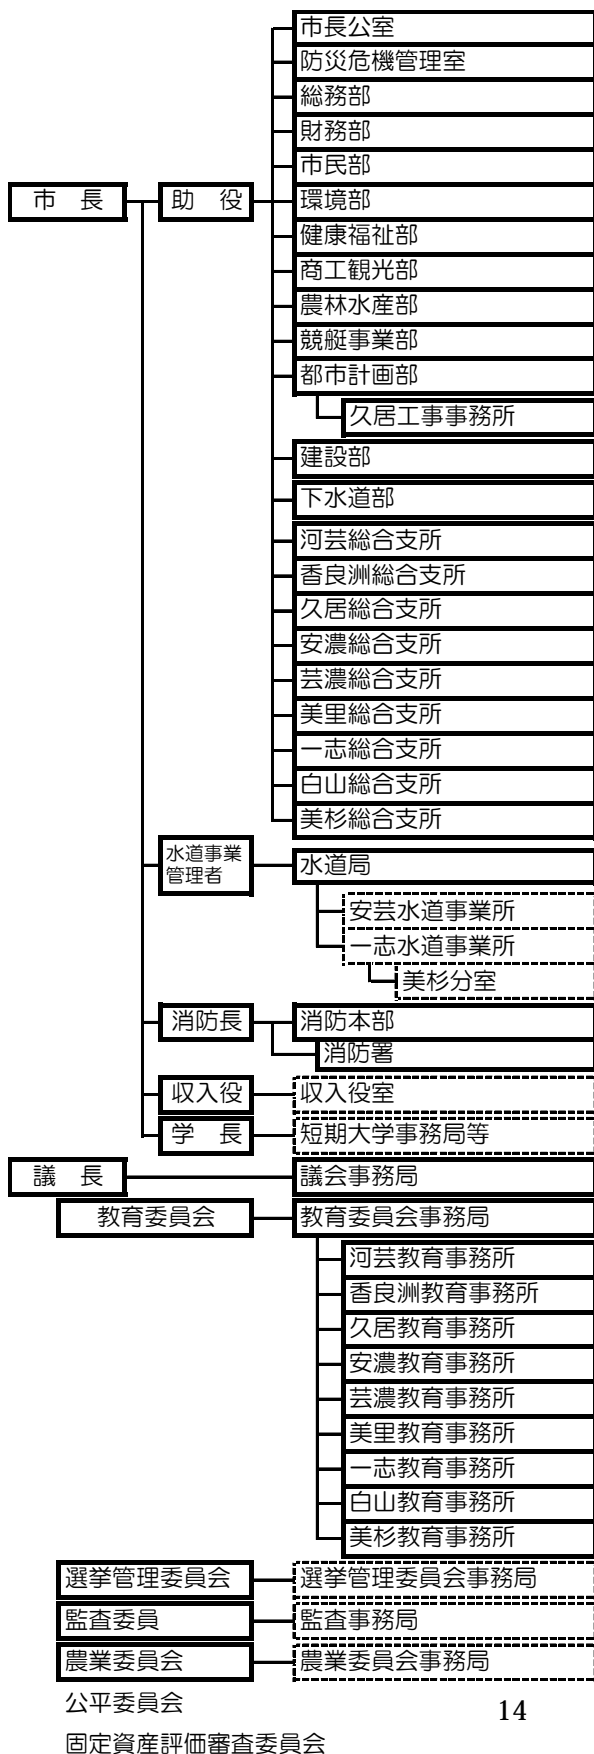 市長公室
防災危機管理室
総務部
財務部
市民部
市　長
助　役
環境部
健康福祉部
商工観光部
農林水産部
競艇事業部
都市計画部
久居工事事務所
建設部
下水道部
河芸総合支所
香良洲総合支所
久居総合支所
安濃総合支所
芸濃総合支所
美里総合支所
一志総合支所
白山総合支所
美杉総合支所
水道事業
管理者
水道局
安芸水道事業所
一志水道事業所
美杉分室
消防長
消防本部
消防署
収入役
収入役室
学　長
短期大学事務局等
議　長
議会事務局
教育委員会
教育委員会事務局
河芸教育事務所
香良洲教育事務所
久居教育事務所
安濃教育事務所
芸濃教育事務所
美里教育事務所
一志教育事務所
白山教育事務所
美杉教育事務所
選挙管理委員会
選挙管理委員会事務局
監査委員
監査事務局
農業委員会
農業委員会事務局
公平委員会
14
固定資産評価審査委員会